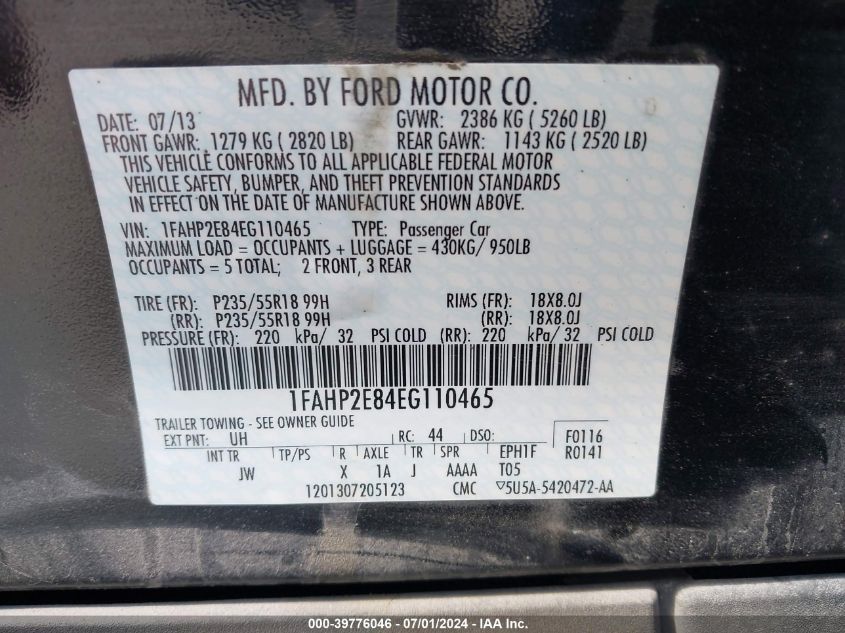 MFD. BY FORD MOTOR CO.
DATE: 07/13 GVWR: 2386 KG ( 5260 LB)
FRONT GAWR: 1279 KG ( 2820 LB) REAR GAWR: 1143 KG ( 2520 LB)
THIS VEHICLE CONFORMS TO ALL APPLICABLE FEDERAL MOTOR
VEHICLE SAFETY, BUMPER, AND THEFT PREVENTION STANDARDS
IN EFFECT ON THE DATE OF MANUFACTURE SHOWN ABOVE.
VIN: 1FAHP2E84EG110465 TYPE: Passenger Car
MAXIMUM LOAD = OCCUPANTS + LUGGAGE = 430KG/ 950LB
OCCUPANTS = 5 TOTAL; 2 FRONT, 3 REAR
TIRE (FR): P235/55R18 99H RIMS (FR): 18X8.0J
(RR): P235/55R18 99H (RR): 18X8.0J
PRESSURE (FR): 220 kPa/ 32 PSI COLD (RR): 220 kPa/ 32 PSI COLD
1FAHP2E84EG110465
TRAILER TOWING - SEE OWNER GUIDE
EXT PNT: UH RC: 44 DSO: F0116
INT TR TP/PS R AXLE TR SPR EPH1F R0141
JW X 1A J AAAA T05
1201307205123 CMC ▽5U5A-5420472-AA
000-39776046 - 07/01/2024 - IAA Inc.